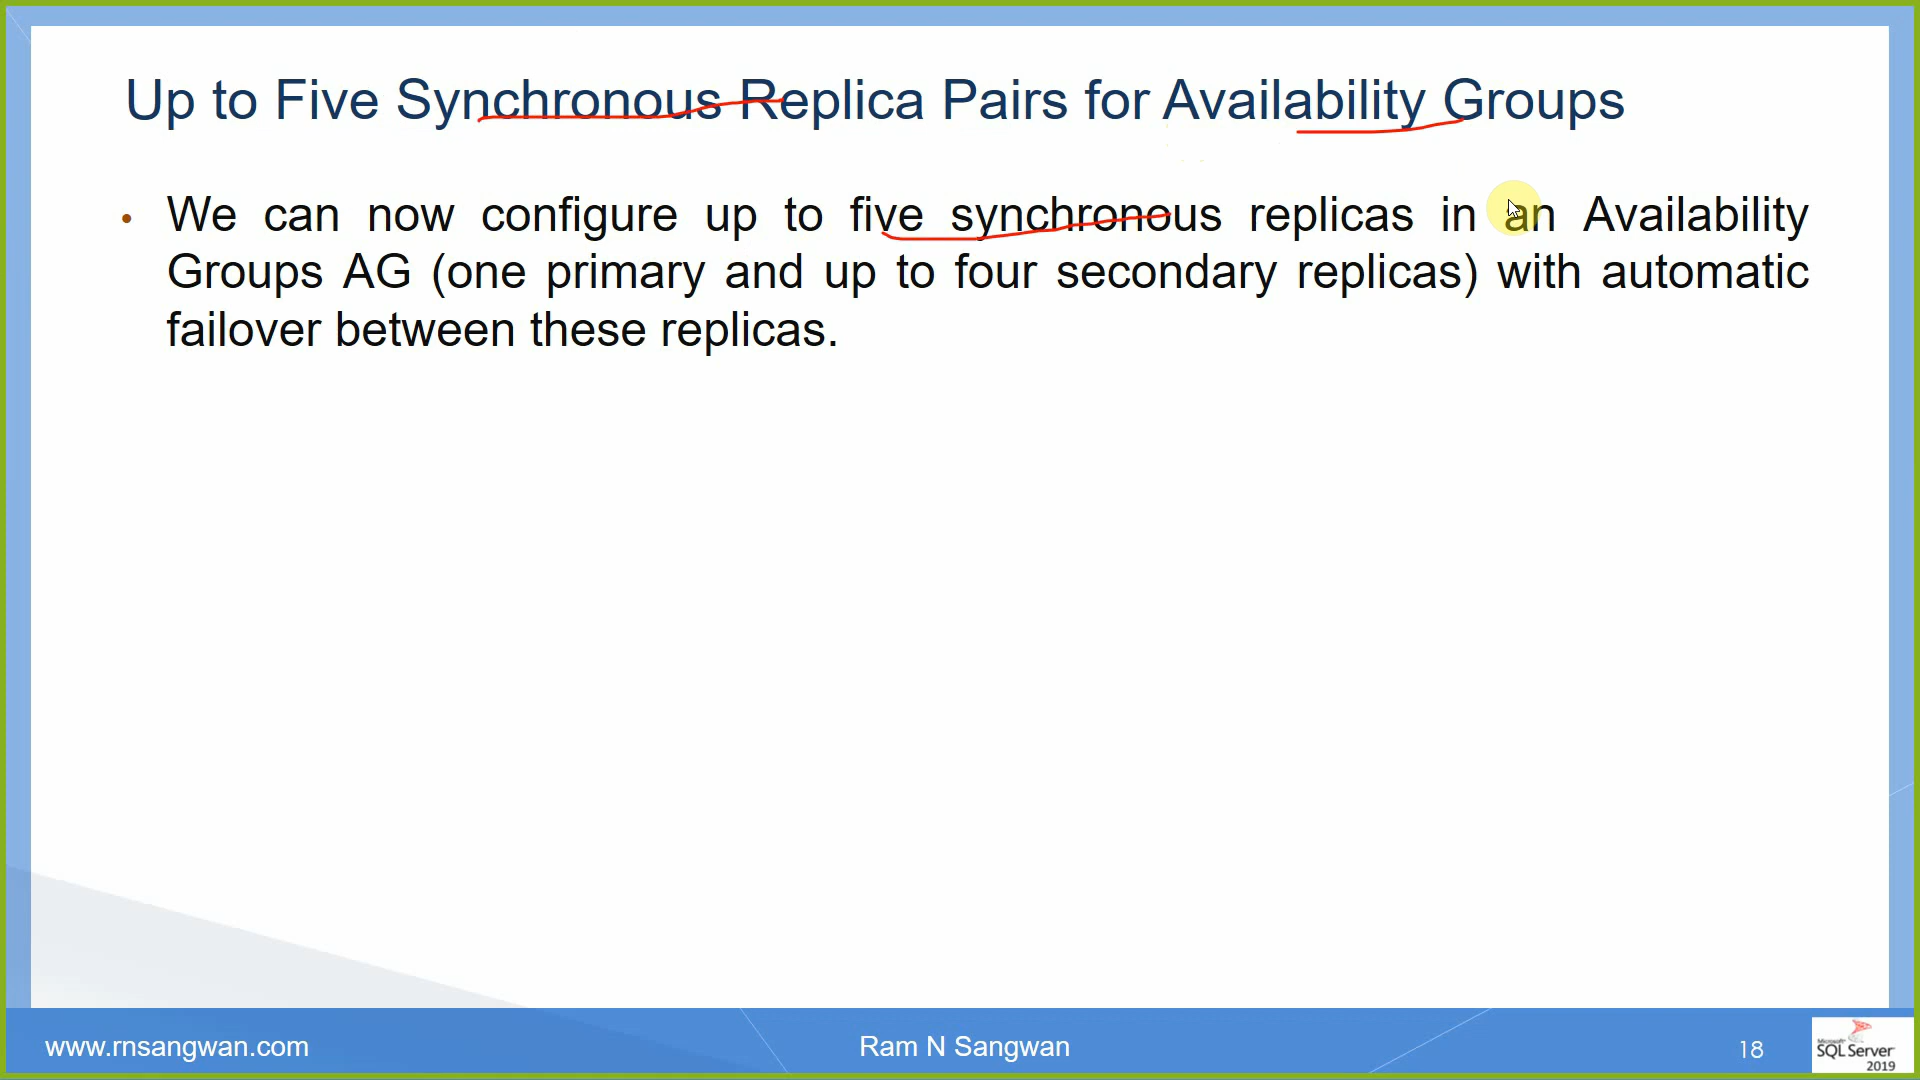 Up to Five Synchronous Replica Pairs for Availability Groups
• We can now configure up to five synchronous replicas in an Availability
Groups AG (one primary and up to four secondary replicas) with automatic
failover between these replicas.
www.rnsangwan.com
Ram N Sangwan
18
Microsoft
SQL Server
2019